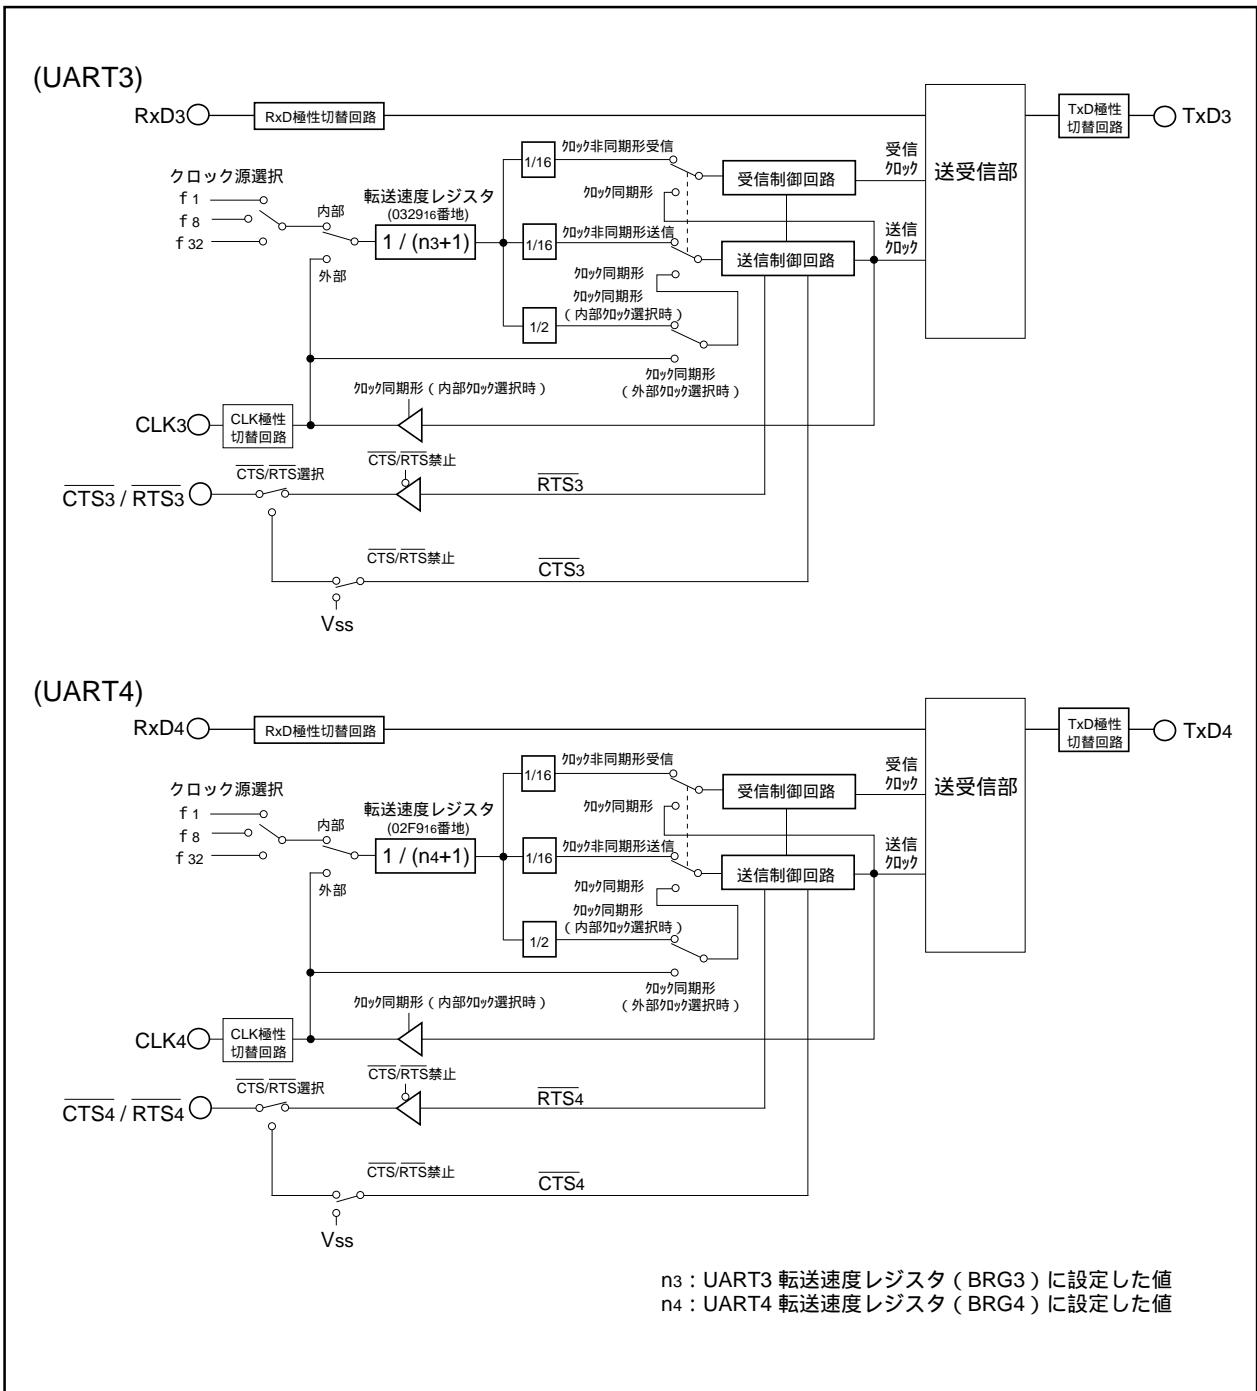 (UART3)
RxD3
RxD極性切替回路
TxD極性
切替回路
TxD3
送受信部
受信
クロック
送信
クロック
クロック源選択
f1
f8
f32
内部
外部
転送速度レジスタ
(032916番地)
1 / (n3+1)
1/16
クロック非同期形受信
クロック同期形
受信制御回路
1/16
クロック非同期形送信
送信制御回路
クロック同期形
クロック同期形
(内部クロック選択時)
1/2
クロック同期形
(外部クロック選択時)
クロック同期形(内部クロック選択時)
CLK3
CLK極性
切替回路
CTS/RTS選択
CTS/RTS禁止
CTS3 / RTS3
RTS3
CTS/RTS禁止
CTS3
Vss
(UART4)
RxD4
RxD極性切替回路
TxD極性
切替回路
TxD4
送受信部
受信
クロック
送信
クロック
クロック源選択
f1
f8
f32
内部
外部
転送速度レジスタ
(02F916番地)
1 / (n4+1)
1/16
クロック非同期形受信
クロック同期形
受信制御回路
1/16
クロック非同期形送信
送信制御回路
クロック同期形
クロック同期形
(内部クロック選択時)
1/2
クロック同期形
(外部クロック選択時)
クロック同期形(内部クロック選択時)
CLK4
CLK極性
切替回路
CTS/RTS選択
CTS/RTS禁止
CTS4 / RTS4
RTS4
CTS/RTS禁止
CTS4
Vss
n3:UART3 転送速度レジスタ(BRG3)に設定した値
n4:UART4 転送速度レジスタ(BRG4)に設定した値